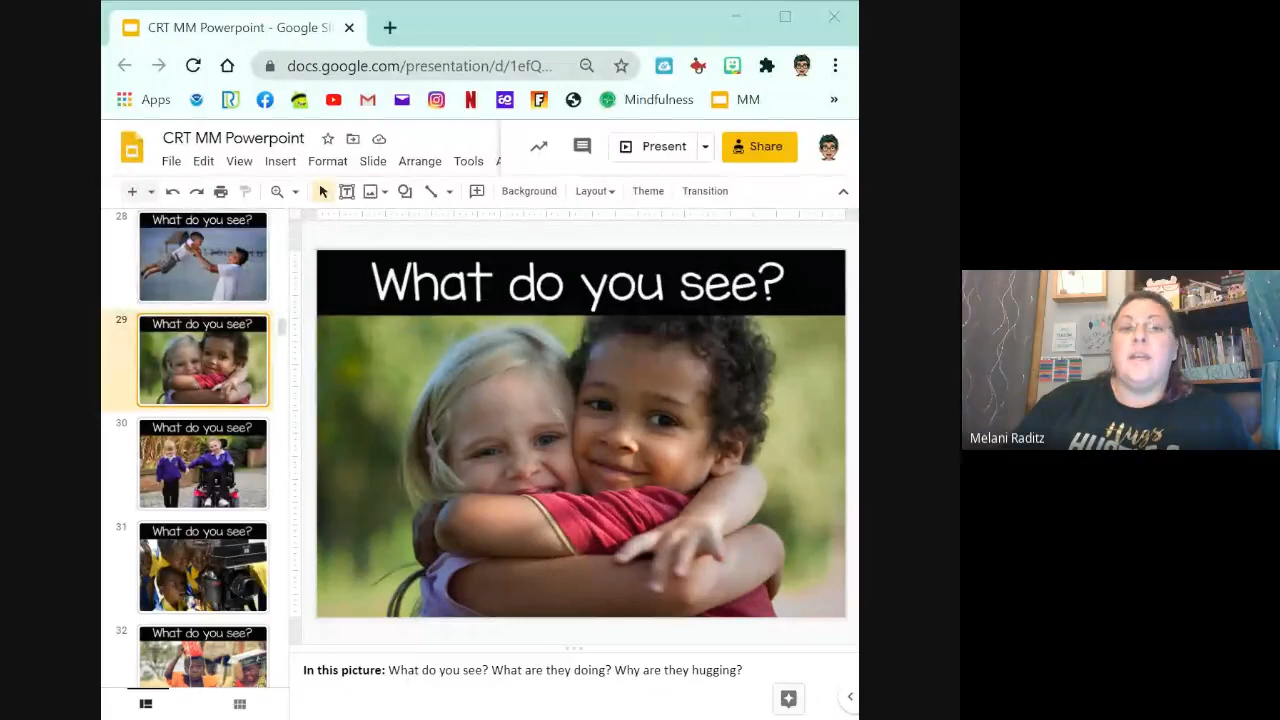 CRT MM Powerpoint - Google Sl
docs.google.com/presentation/d/1efQ...
Apps
Mindfulness
MM
»
CRT MM Powerpoint
File Edit View Insert Format Slide Arrange Tools
Present
Share
Background Layout Theme Transition
28
What do you see?
29
What do you see?
30
What do you see?
31
What do you see?
32
What do you see?
What do you see?
In this picture: What do you see? What are they doing? Why are they hugging?
Melani Raditz
Hugs